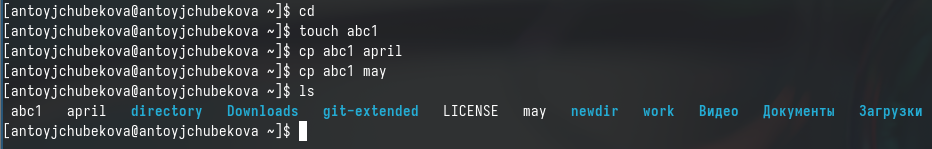 [antoyjchubekova@antoyjchubekova ~]$ cd
[antoyjchubekova@antoyjchubekova ~]$ touch abc1
[antoyjchubekova@antoyjchubekova ~]$ cp abc1 april
[antoyjchubekova@antoyjchubekova ~]$ cp abc1 may
[antoyjchubekova@antoyjchubekova ~]$ ls
abc1 april directory Downloads git-extended LICENSE may newdir work Видео Документы Загрузки
[antoyjchubekova@antoyjchubekova ~]$